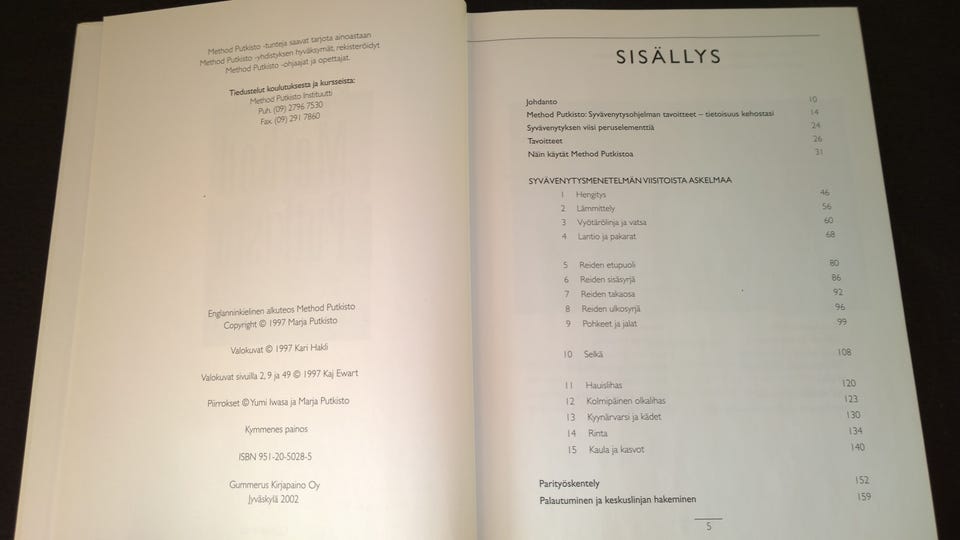 Method Putkisto -tunteja saavat tarjota ainoastaan
Method Putkisto -yhdistyksen hyväksymät, rekisteröidyt
Method Putkisto -ohjaajat ja opettajat.
Tiedustelut koulutuksesta ja kursseista:
Method Putkisto Instituutti
Puh. (09) 2796 7530
Fax. (09) 291 7860
Englanninkielinen alkuteos Method Putkisto
Copyright © 1997 Marja Putkisto
Valokuvat © 1997 Kari Hakli
Valokuvat sivuilla 2, 9 ja 49 © 1997 Kaj Ewart
Piirrokset © Yumi Iwasa ja Marja Putkisto
Kymmenes painos
ISBN 951-20-5028-5
Gummerus Kirjapaino Oy
Jyväskylä 2002
SISÄLLYS
Johdanto 10
Method Putkisto: Syvävenytysohjelman tavoitteet – tietoisuus kehostasi 14
Syvävenytyksen viisi peruselementtiä 24
Tavoitteet 26
Näin käytät Method Putkistoa 31
SYVÄVENYTYSMENETELMÄN VIISITOISTA ASKELMAA
1 Hengitys 46
2 Lämmittely 56
3 Vyötärölinja ja vatsa 60
4 Lantio ja pakarat 68
5 Reiden etupuoli 80
6 Reiden sisäsyrjä 86
7 Reiden takaosa 92
8 Reiden ulkosyrjä 96
9 Pohkeet ja jalat 99
10 Selkä 108
11 Hauislihas 120
12 Kolmipäinen olkalihas 123
13 Kyynärvarsi ja kädet 130
14 Rinta 134
15 Kaula ja kasvot 140
Parityöskentely 152
Palautuminen ja keskuslinjan hakeminen 159
5